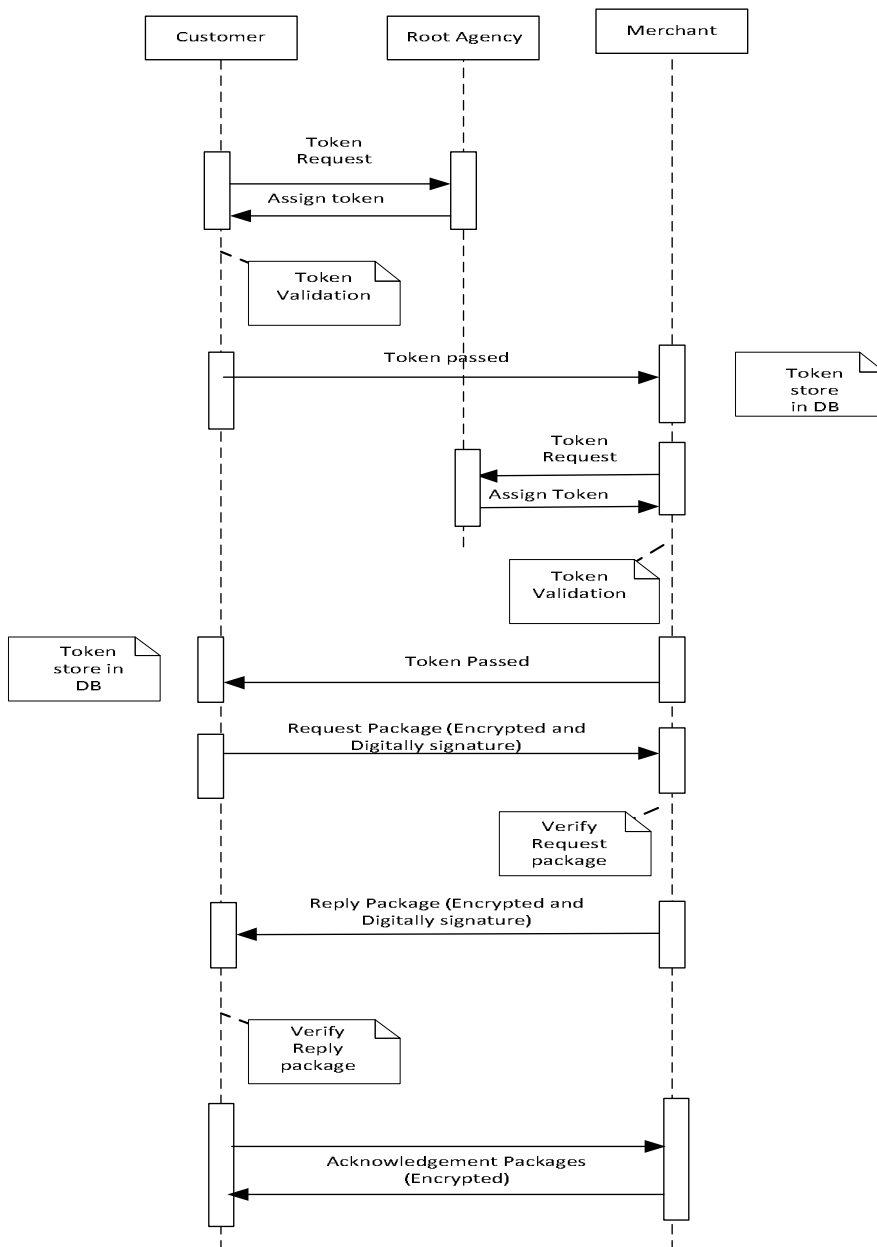 Customer
Root Agency
Merchant
Token
Request
Assign token
Token
Validation
Token passed
Token
store
in DB
Token
Request
Assign Token
Token
Validation
Token
store in
DB
Token Passed
Request Package (Encrypted and
Digitally signature)
Verify
Request
package
Reply Package (Encrypted and
Digitally signature)
Verify
Reply
package
Acknowledgement Packages
(Encrypted)